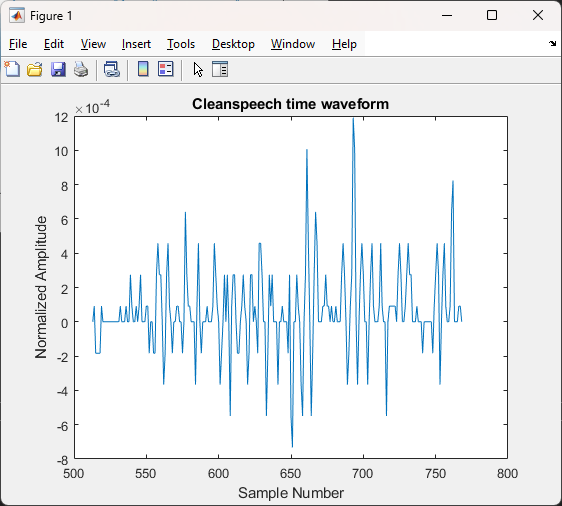 Figure 1
File Edit View Insert Tools Desktop Window Help
×10-4
Cleanspeech time waveform
12
10
8
6
4
2
0
-2
-4
-6
-8
Normalized Amplitude
500 550 600 650 700 750 800
Sample Number